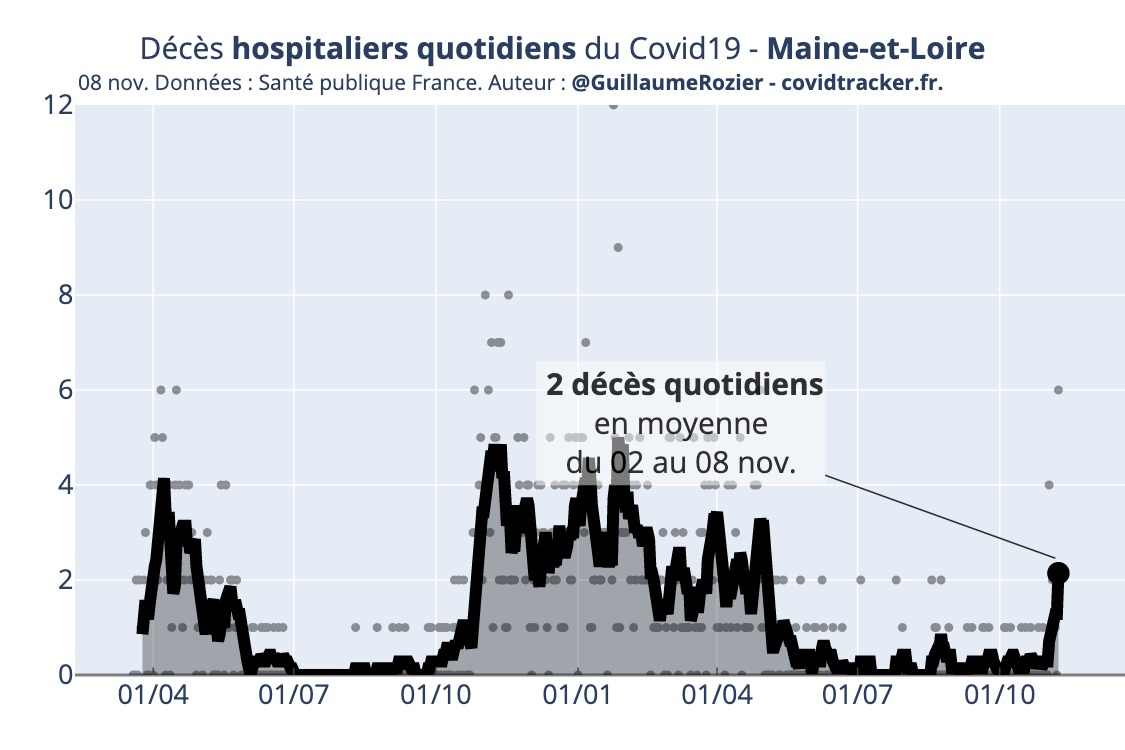 Décès hospitaliers quotidiens du Covid19 - Maine-et-Loire
08 nov. Données : Santé publique France. Auteur : @GuillaumeRozier - covidtracker.fr.
12
10
8
6
4
2
0
2 décès quotidiens
en moyenne
du 02 au 08 nov.
01/04 01/07 01/10 01/01 01/04 01/07 01/10